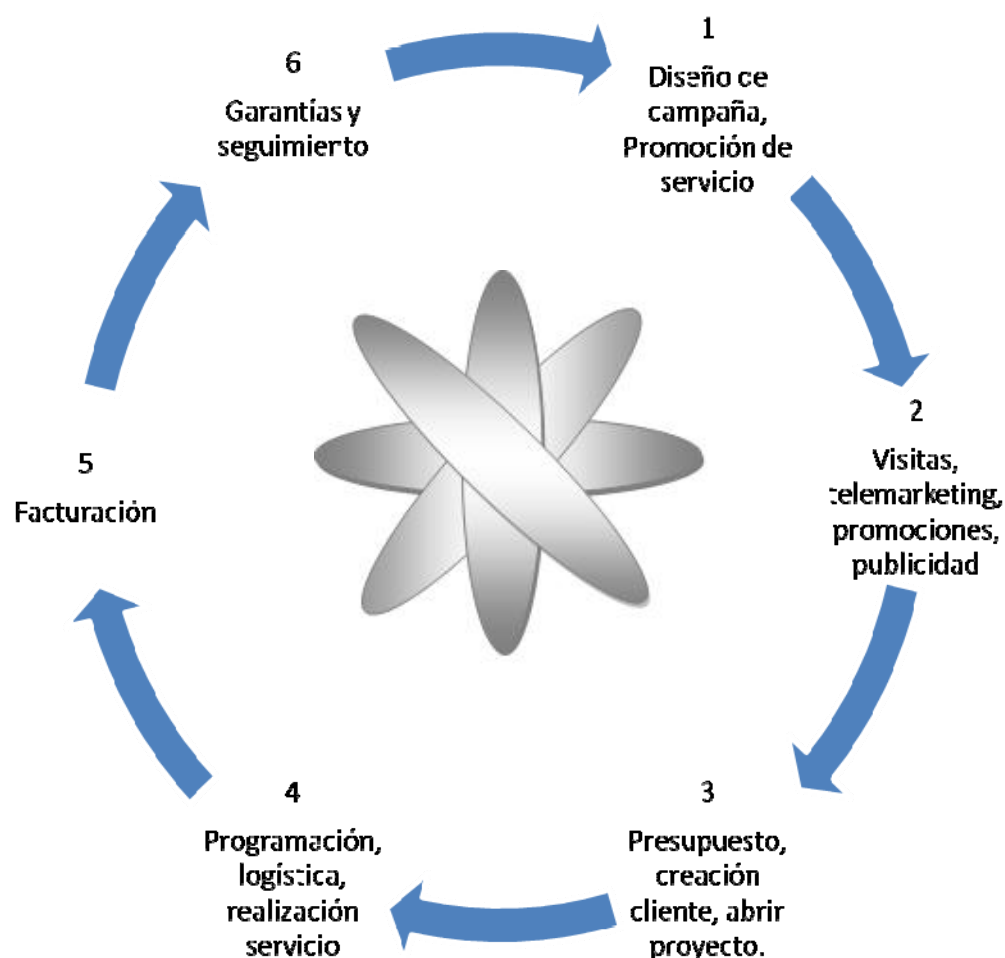 1
Diseño de
campaña,
Promoción de
servicio
2
Visitas,
telemarketing,
promociones,
publicidad
3
Presupuesto,
creación
cliente, abrir
proyecto.
4
Programación,
logística,
realización
servicio
5
Facturación
6
Garantías y
seguimierto